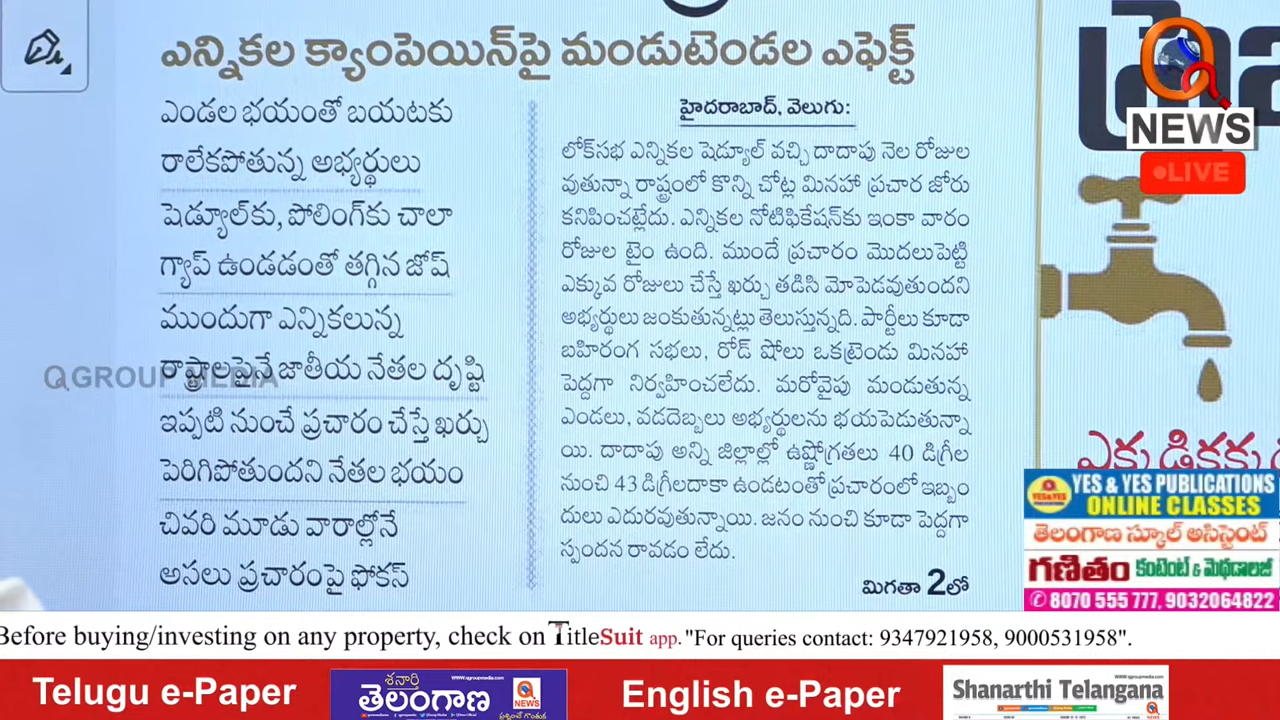 ఎన్నికల క్యాంపెయిన్‌పై మండుటెండల ఎఫెక్ట్
ఎండల భయంతో బయటకు
రాలేకపోతున్న అభ్యర్థులు
షెడ్యూల్‌కు, పోలింగ్‌కు చాలా
గ్యాప్ ఉండడంతో తగ్గిన జోష్
ముందుగా ఎన్నికలున్న
రాష్ట్రాలపైనే జాతీయ నేతల దృష్టి
ఇప్పటి నుంచే ప్రచారం చేస్తే ఖర్చు
పెరిగిపోతుందని నేతల భయం
చివరి మూడు వారాల్లోనే
అసలు ప్రచారంపై ఫోకస్
హైదరాబాద్, వెలుగు:
లోక్‌సభ ఎన్నికల షెడ్యూల్ వచ్చి దాదాపు నెల రోజుల
వుతున్నా రాష్ట్రంలో కొన్ని చోట్ల మినహా ప్రచార జోరు
కనిపించట్లేదు. ఎన్నికల నోటిఫికేషన్‌కు ఇంకా వారం
రోజుల టైం ఉంది. ముందే ప్రచారం మొదలుపెట్టి
ఎక్కువ రోజులు చేస్తే ఖర్చు తడిసి మోపెడవుతుందని
అభ్యర్థులు జంకుతున్నట్లు తెలుస్తున్నది. పార్టీలు కూడా
బహిరంగ సభలు, రోడ్ షోలు ఒకట్రెండు మినహా
పెద్దగా నిర్వహించలేదు. మరోవైపు మండుతున్న
ఎండలు, వడదెబ్బలు అభ్యర్థులను భయపెడుతున్నా
యి. దాదాపు అన్ని జిల్లాల్లో ఉష్ణోగ్రతలు 40 డిగ్రీల
నుంచి 43 డిగ్రీలదాకా ఉండటంతో ప్రచారంలో ఇబ్బం
దులు ఎదురవుతున్నాయి. జనం నుంచి కూడా పెద్దగా
స్పందన రావడం లేదు.
మిగతా 2లో
QGROUP MEDIA
NEWS
LIVE
ఎక్కడికక్క
YES & YES PUBLICATIONS
ONLINE CLASSES
తెలంగాణ స్కూల్ అసిస్టెంట్
గణితం కంటెంట్ & మెథడాలజీ
8070 555 777, 9032064822
Before buying/investing on any property, check on TitleSuit app. "For queries contact: 9347921958, 9000531958".
Telugu e-Paper
శనార్తి
తెలంగాణ
NEWS
English e-Paper
Shanarthi Telangana